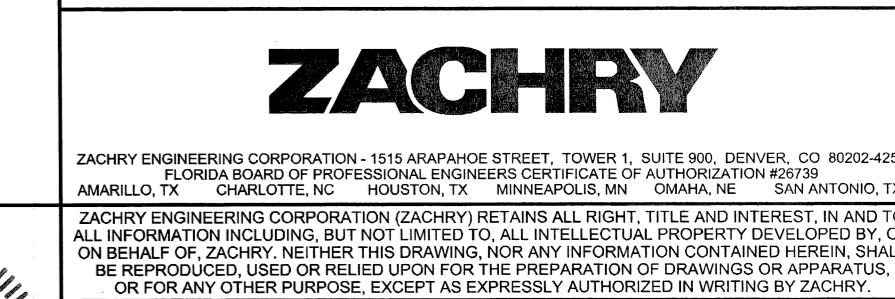 ZACHRY
ZACHRY ENGINEERING CORPORATION - 1515 ARAPAHOE STREET, TOWER 1, SUITE 900, DENVER, CO 80202-425
FLORIDA BOARD OF PROFESSIONAL ENGINEERS CERTIFICATE OF AUTHORIZATION #26739
AMARILLO, TX CHARLOTTE, NC HOUSTON, TX MINNEAPOLIS, MN OMAHA, NE SAN ANTONIO, TX
ZACHRY ENGINEERING CORPORATION (ZACHRY) RETAINS ALL RIGHT, TITLE AND INTEREST, IN AND TO
ALL INFORMATION INCLUDING, BUT NOT LIMITED TO, ALL INTELLECTUAL PROPERTY DEVELOPED BY, O
ON BEHALF OF, ZACHRY. NEITHER THIS DRAWING, NOR ANY INFORMATION CONTAINED HEREIN, SHAL
BE REPRODUCED, USED OR RELIED UPON FOR THE PREPARATION OF DRAWINGS OR APPARATUS,
OR FOR ANY OTHER PURPOSE, EXCEPT AS EXPRESSLY AUTHORIZED IN WRITING BY ZACHRY.